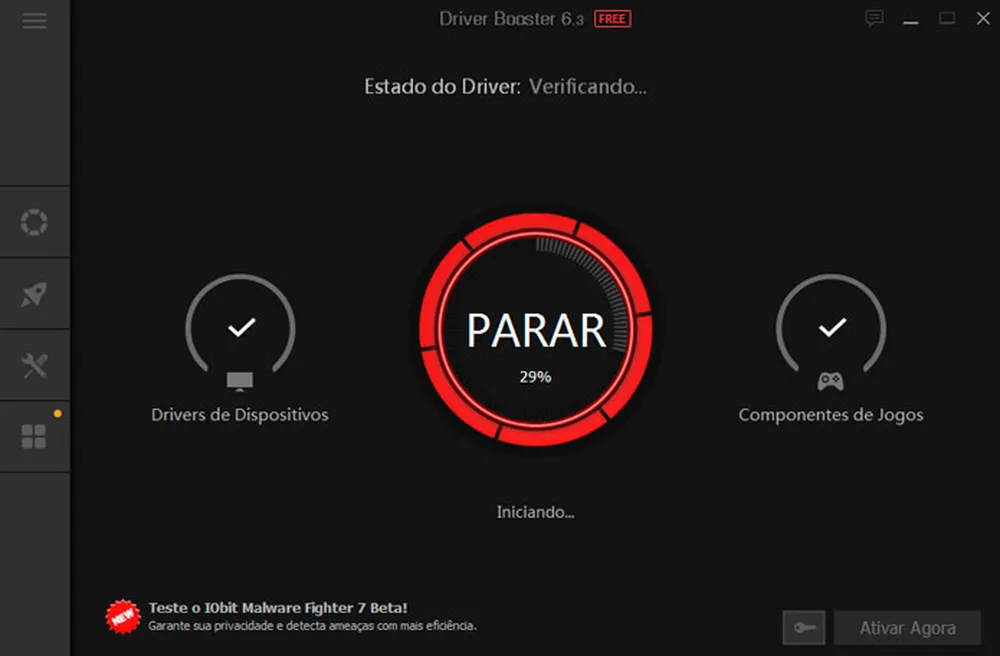 Driver Booster 6.3 FREE
Estado do Driver: Verificando...
PARAR
29%
Drivers de Dispositivos
Componentes de Jogos
Iniciando...
NEW
Teste o IObit Malware Fighter 7 Beta!
Garante sua privacidade e detecta ameaças com mais eficiência.
Ativar Agora